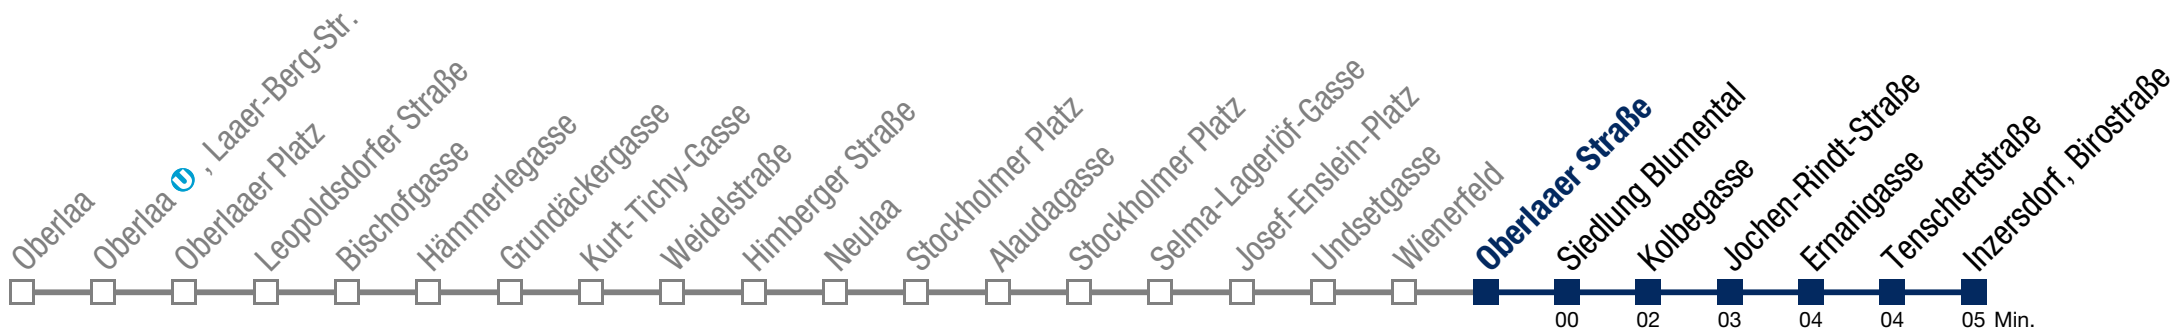 Oberlaa
Oberlaa U , Laaer-Berg-Str.
Oberlaaer Platz
Leopoldsdorfer Straße
Bischofgasse
Hämmerlegasse
Grundäckergasse
Kurt-Tichy-Gasse
Weidelstraße
Himberger Straße
Neulaa
Stockholmer Platz
Alaudagasse
Stockholmer Platz
Selma-Lagerlöf-Gasse
Josef-Enslein-Platz
Undsetgasse
Wienerfeld
Oberlaaer Straße
Siedlung Blumental
Kolbegasse
Jochen-Rindt-Straße
Ernanigasse
Tenschertstraße
Inzersdorf, Birostraße
00 02 03 04 04 05 Min.